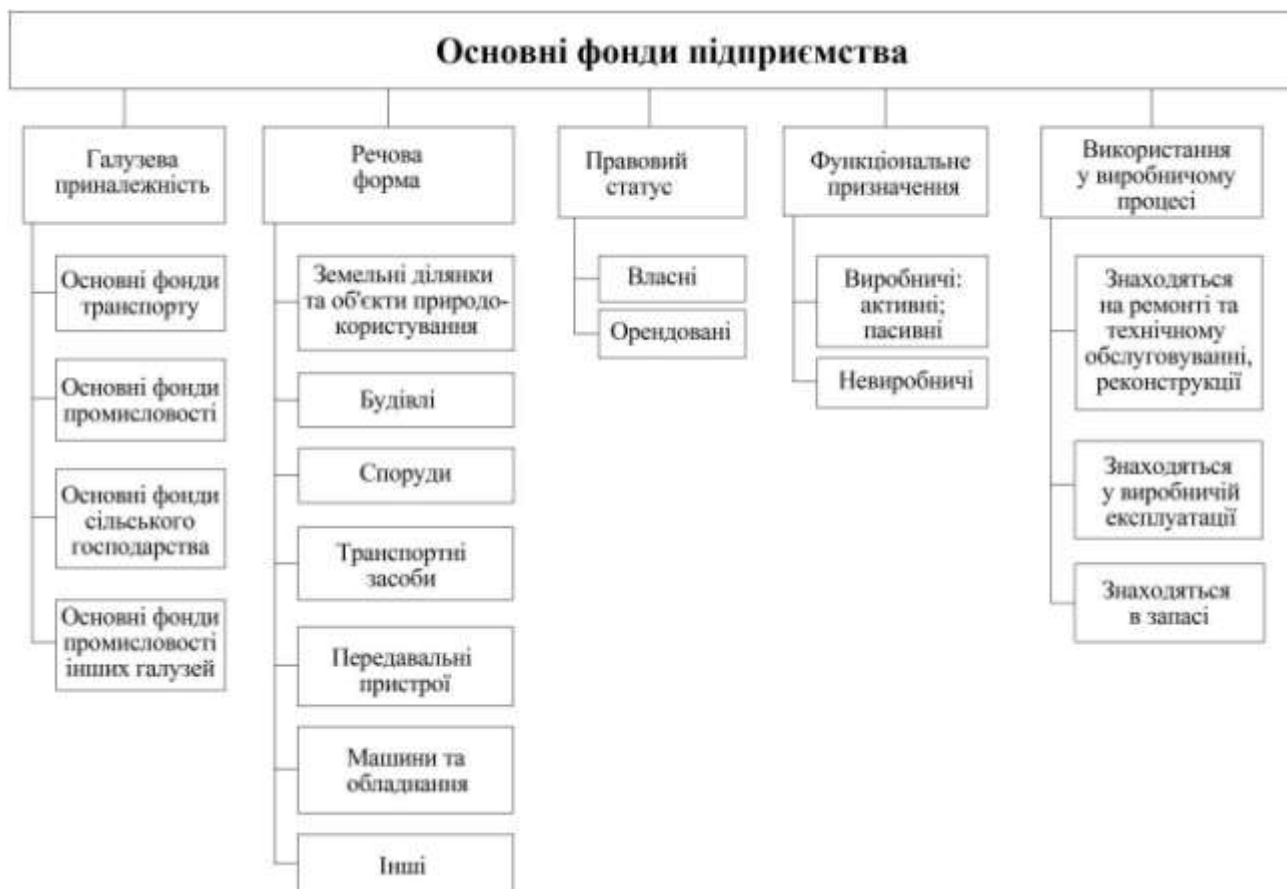 Основні фонди підприємства
Галузева
приналежність
Основні фонди
транспорту
Основні фонди
промисловості
Основні фонди
сільського
господарства
Основні фонди
промисловості
інших галузей
Речова
форма
Земельні ділянки
та об'єкти природо-
користування
Будівлі
Споруди
Транспортні
засоби
Передавальні
пристрої
Машини та
обладнання
Інші
Правовий
статус
Власні
Орендовані
Функціональне
призначення
Виробничі:
активні;
пасивні
Невиробничі
Використання
у виробничому
процесі
Знаходяться
на ремонті та
технічному
обслуговуванні,
реконструкції
Знаходяться
у виробничій
експлуатації
Знаходяться
в запасі